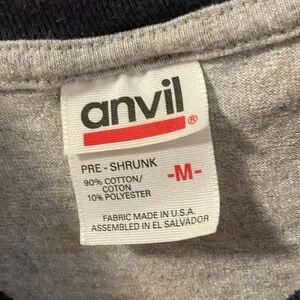 anvil
®
PRE - SHRUNK
90% COTTON/
COTON
10% POLYESTER
-M-
FABRIC MADE IN U.S.A.
ASSEMBLED IN EL SALVADOR